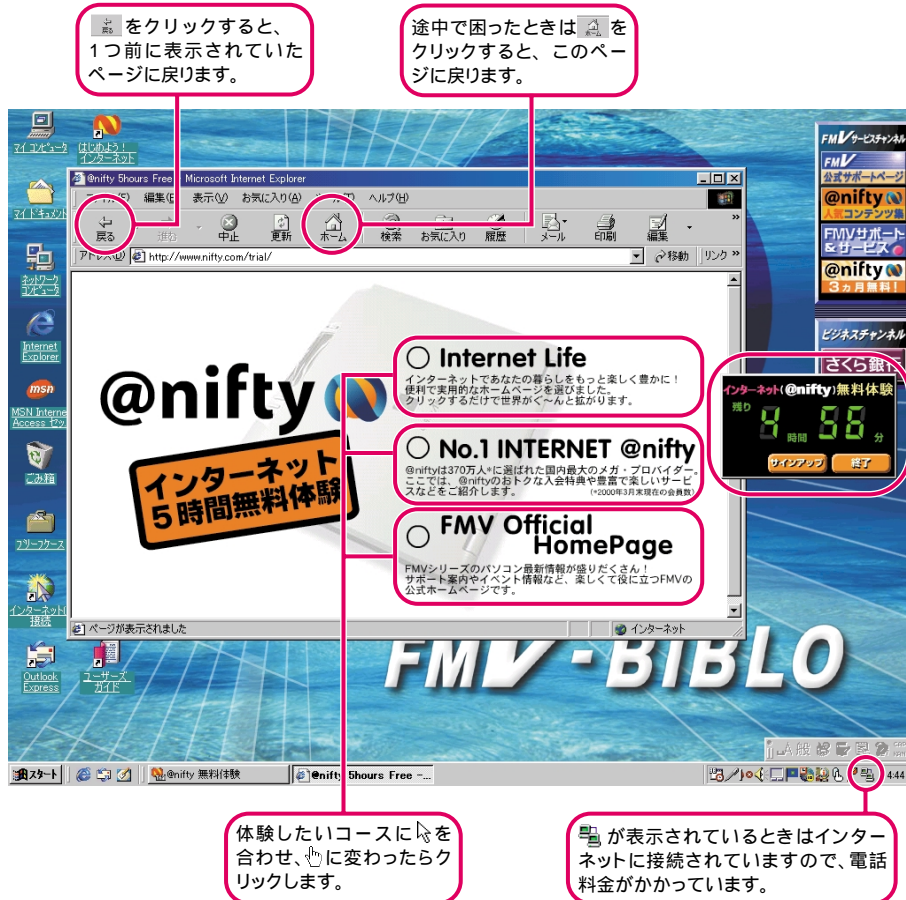 をクリックすると、
1つ前に表示されていた
ページに戻ります。
途中で困ったときは をクリックすると、このページに戻ります。
マイ コンピュータ
はじめよう!
インターネット
マイ ドキュメント
ネットワーク
コンピュータ
Internet
Explorer
msn
MSN Interne
Access セッ
ごみ箱
ブリーフケース
インターネットに
接続
Outlook
Express
ユーザーズ
ガイド
@nifty 5hours Free - Microsoft Internet Explorer
編集(E 表示(V) お気に入り(A) ヘルプ(H)
戻る 進む 中止 更新 ホーム 検索 お気に入り 履歴 メール 印刷 編集 »
アドレス(D) http://www.nifty.com/trial/ 移動 リンク »
@nifty
インターネット
5時間無料体験
Internet Life
インターネットであなたの暮らしをもっと楽しく豊かに!
便利で実用的なホームページを選びました。
クリックするだけで世界がぐ〜んと拡がります。
No.1 INTERNET @nifty
@niftyは370万人*に選ばれた国内最大のメガ・プロバイダー。
ここでは、@niftyのおトクな入会特典や豊富で楽しいサービ
スなどをご紹介します。 (*2000年3月末現在の会員数)
FMV Official
HomePage
FMVシリーズのパソコン最新情報が盛りだくさん!
サポート案内やイベント情報など、楽しくて役に立つFMVの
公式ホームページです。
ページが表示されました インターネット
FMVサービスチャンネル
FMV
公式サポートページ
@nifty
人気コンテンツ集
FMVサポート
&サービス
@nifty
3ヵ月無料!
ビジネスチャンネル
さくら銀行
インターネット(@nifty)無料体験
残り
4 時間 58 分
サインアップ 終了
FMV-BIBLO
スタート @nifty 無料体験 @nifty 5hours Free -... 4:44
体験したいコースに を
合わせ、 に変わったらク
リックします。
が表示されているときはインター
ネットに接続されていますので、電話
料金がかかっています。